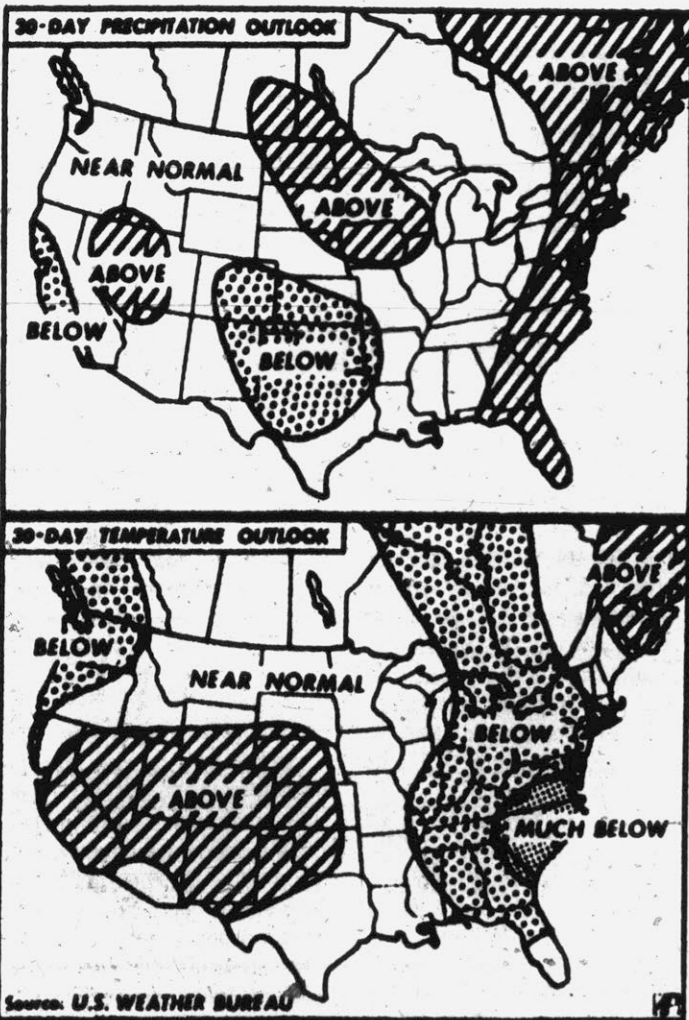 30-DAY PRECIPITATION OUTLOOK
ABOVE
NEAR NORMAL
ABOVE
ABOVE
BELOW
BELOW
30-DAY TEMPERATURE OUTLOOK
ABOVE
BELOW
NEAR NORMAL
BELOW
ABOVE
MUCH BELOW
Source: U.S. WEATHER BUREAU